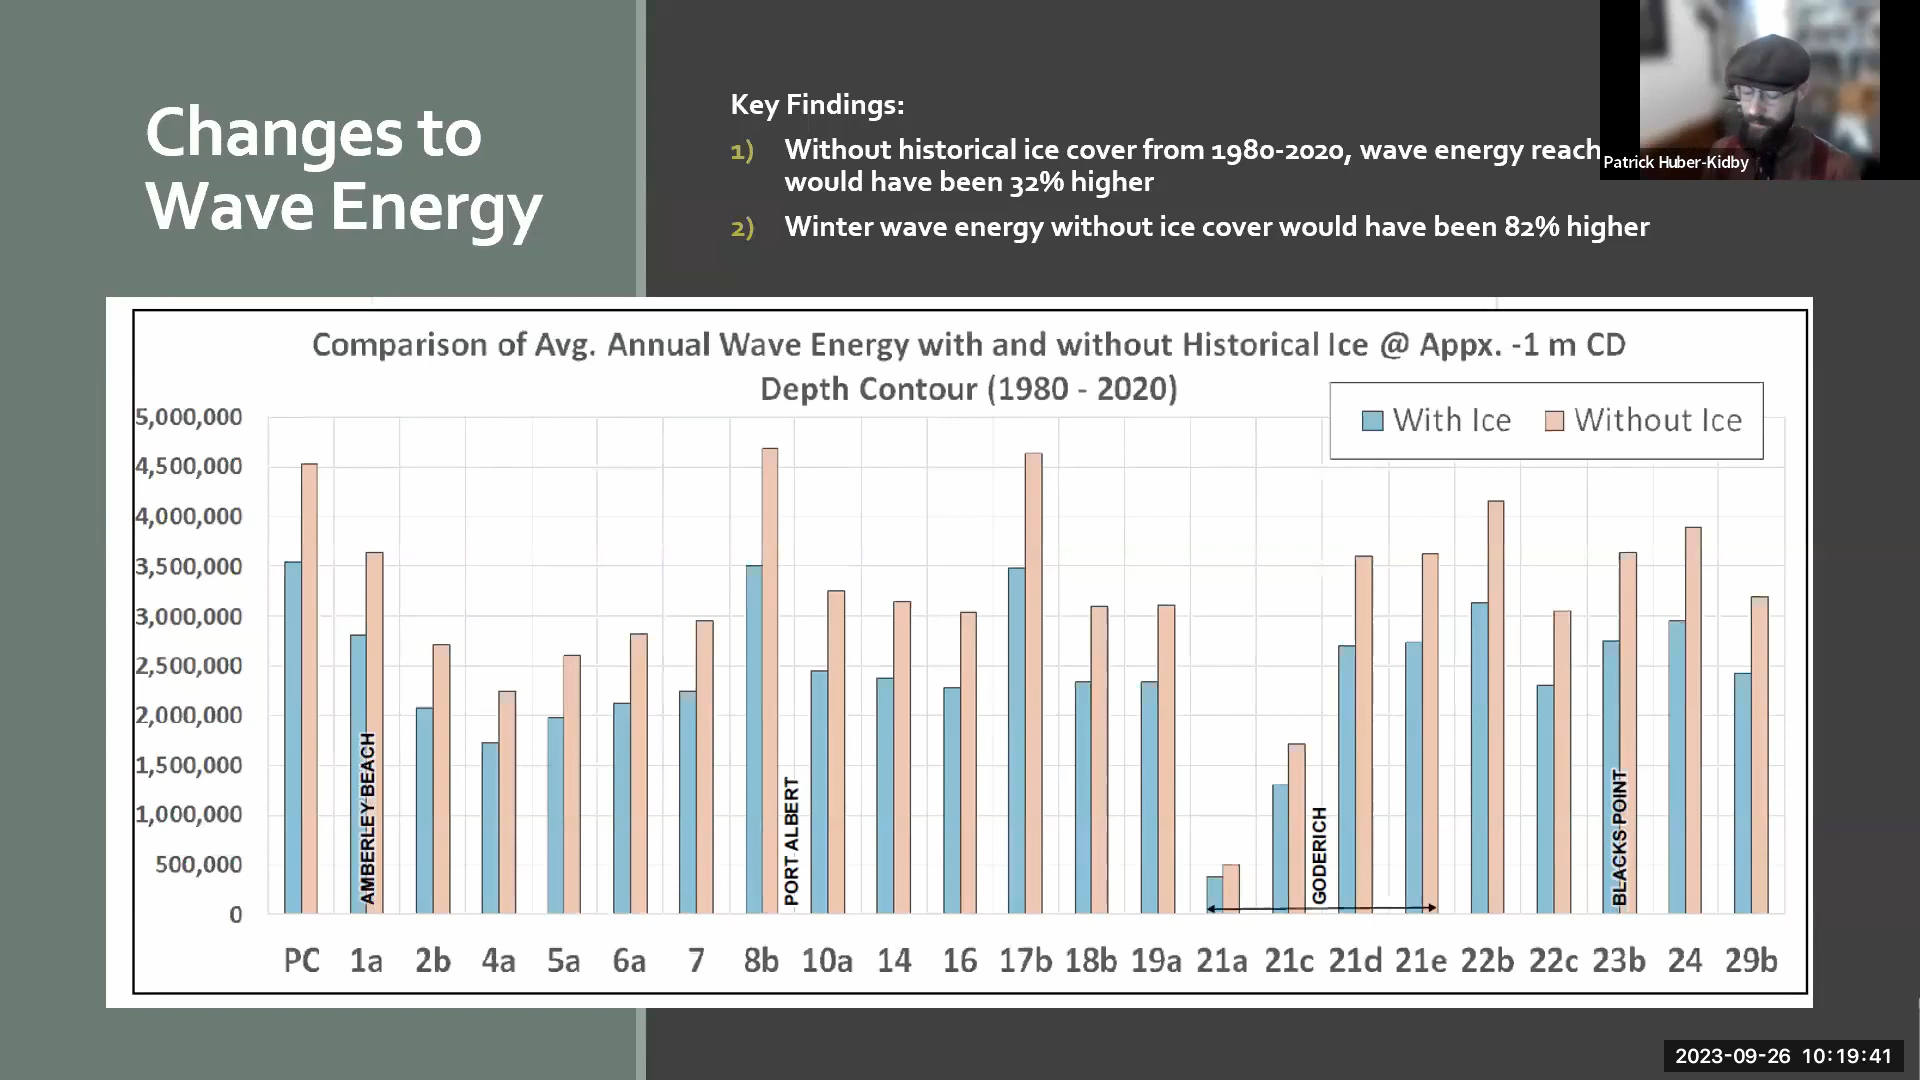 Changes to
Wave Energy
Key Findings:
1) Without historical ice cover from 1980-2020, wave energy reach
would have been 32% higher
2) Winter wave energy without ice cover would have been 82% higher
Patrick Huber-Kidby
Comparison of Avg. Annual Wave Energy with and without Historical Ice @ Appx. -1 m CD
Depth Contour (1980 - 2020)
With Ice Without Ice
5,000,000
4,500,000
4,000,000
3,500,000
3,000,000
2,500,000
2,000,000
1,500,000
1,000,000
500,000
0
AMBERLEY BEACH
PORT ALBERT
GODERICH
BLACKS POINT
PC 1a 2b 4a 5a 6a 7 8b 10a 14 16 17b 18b 19a 21a 21c 21d 21e 22b 22c 23b 24 29b
2023-09-26 10:19:41